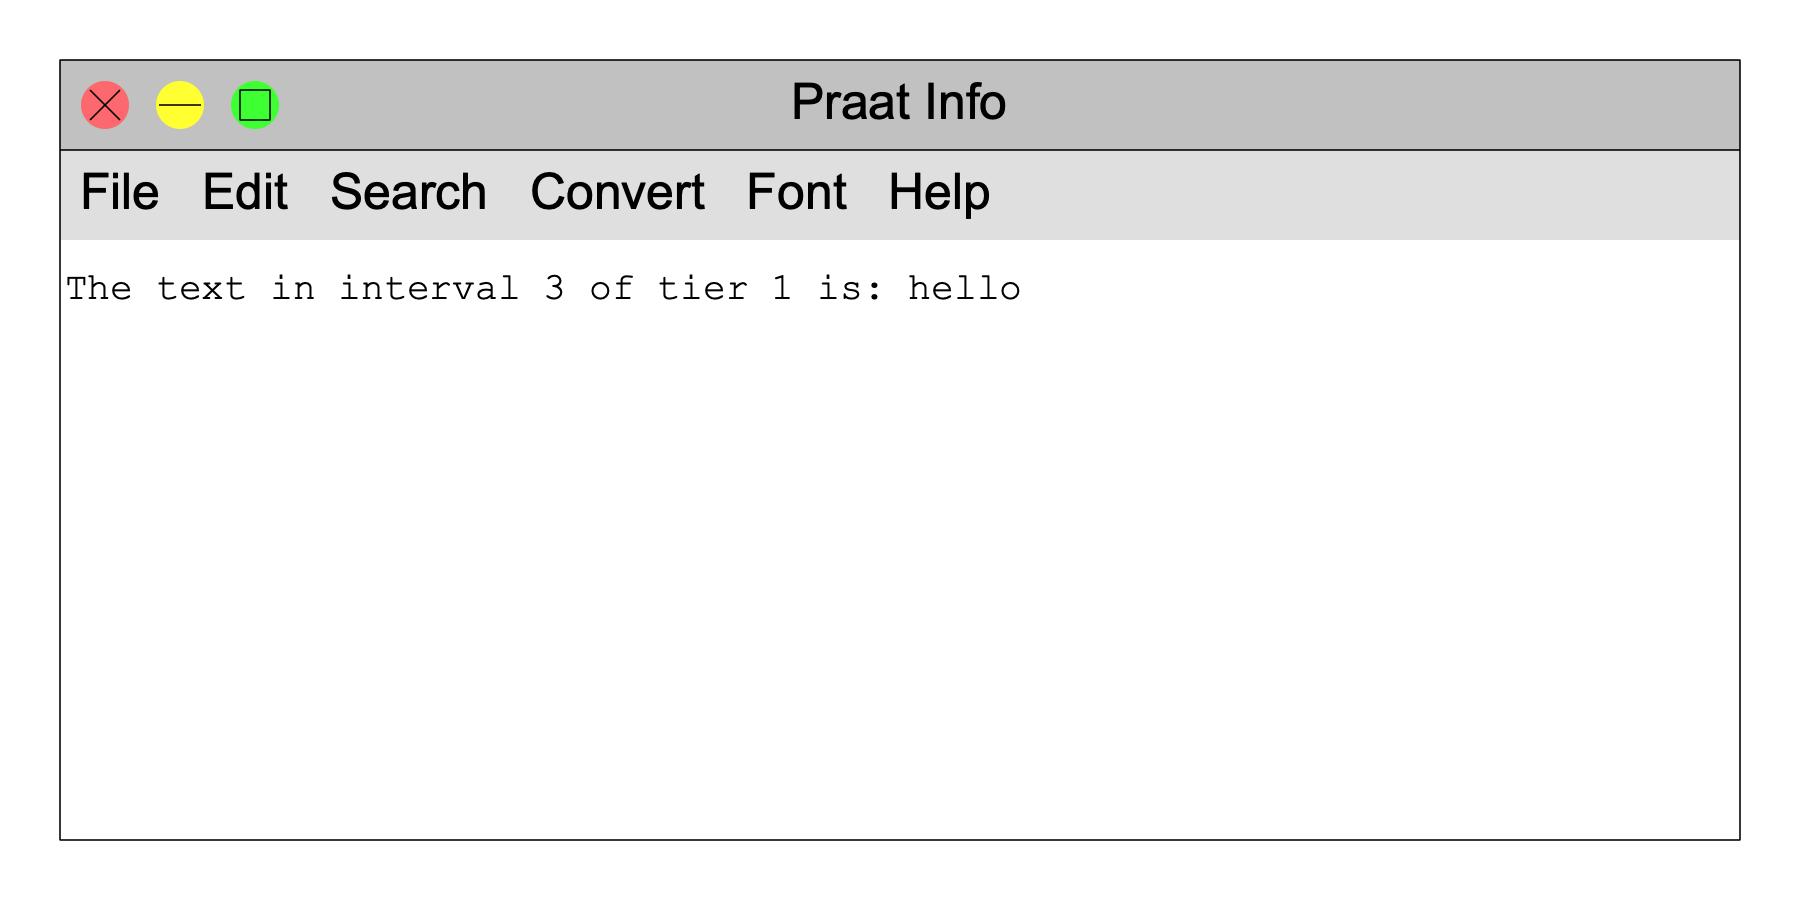 Praat Info
File Edit Search Convert Font Help
The text in interval 3 of tier 1 is: hello